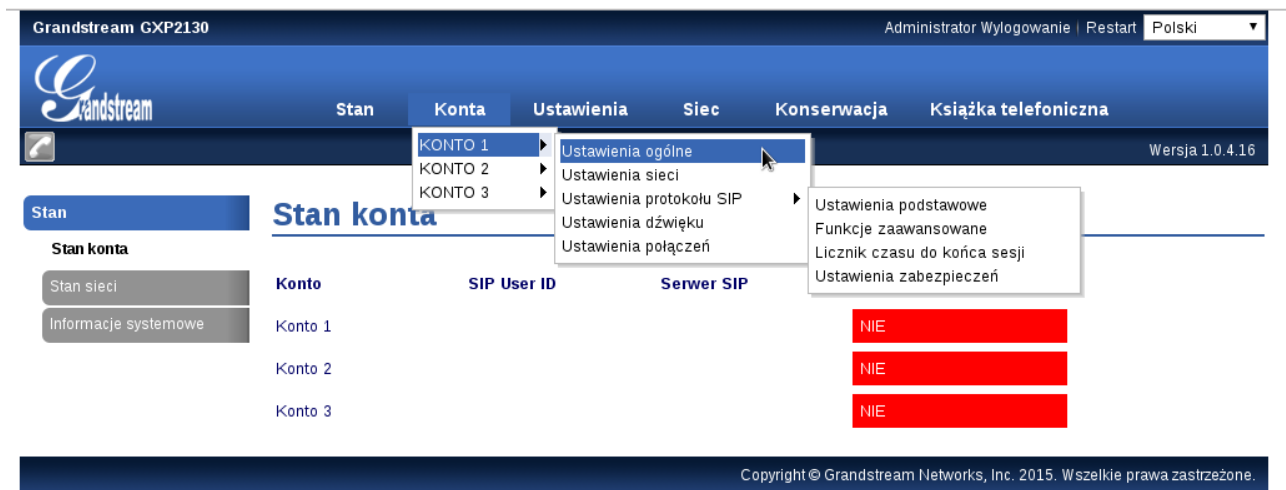 Grandstream GXP2130
Administrator Wylogowanie | Restart Polski
Grandstream
Stan Konta Ustawienia Siec Konserwacja Książka telefoniczna
Wersja 1.0.4.16
KONTO 1
KONTO 2
KONTO 3
Ustawienia ogólne
Ustawienia sieci
Ustawienia protokołu SIP
Ustawienia dźwięku
Ustawienia połączeń
Ustawienia podstawowe
Funkcje zaawansowane
Licznik czasu do końca sesji
Ustawienia zabezpieczeń
Stan
Stan konta
Stan sieci
Informacje systemowe
Stan konta
Konto SIP User ID Serwer SIP
Konto 1 NIE
Konto 2 NIE
Konto 3 NIE
Copyright © Grandstream Networks, Inc. 2015. Wszelkie prawa zastrzeżone.